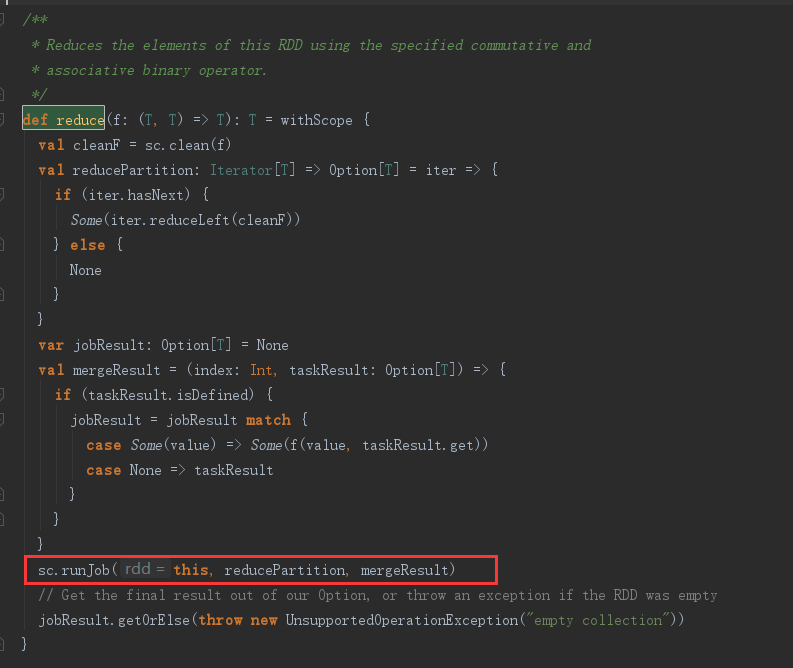 /**
 * Reduces the elements of this RDD using the specified commutative and
 * associative binary operator.
 */
def reduce(f: (T, T) => T): T = withScope {
  val cleanF = sc.clean(f)
  val reducePartition: Iterator[T] => Option[T] = iter => {
    if (iter.hasNext) {
      Some(iter.reduceLeft(cleanF))
    } else {
      None
    }
  }
  var jobResult: Option[T] = None
  val mergeResult = (index: Int, taskResult: Option[T]) => {
    if (taskResult.isDefined) {
      jobResult = jobResult match {
        case Some(value) => Some(f(value, taskResult.get))
        case None => taskResult
      }
    }
  }
  sc.runJob( rdd = this, reducePartition, mergeResult)
  // Get the final result out of our Option, or throw an exception if the RDD was empty
  jobResult.getOrElse(throw new UnsupportedOperationException("empty collection"))
}